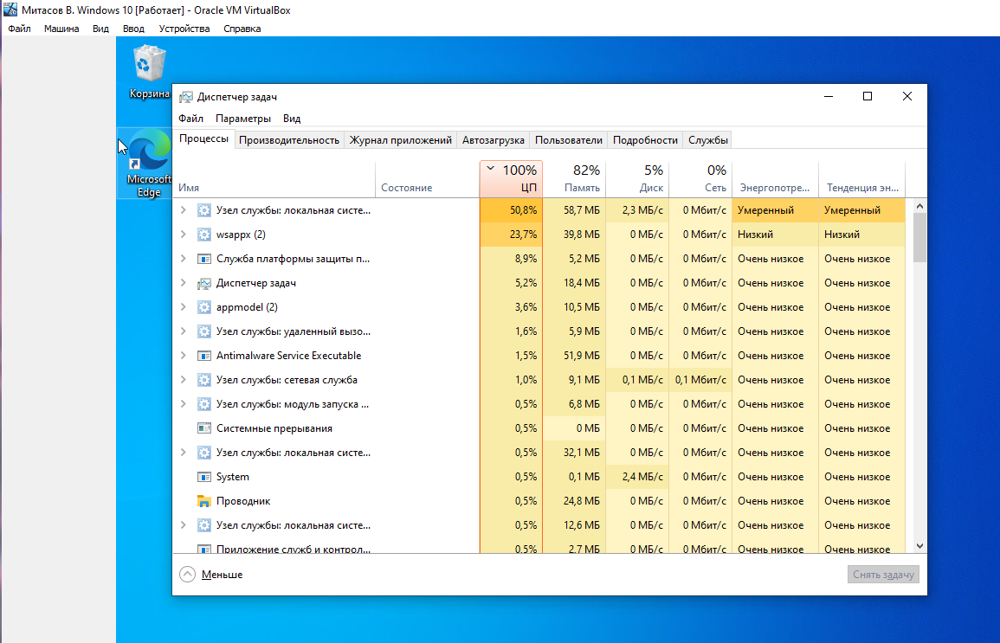 Митасов В. Windows 10 [Работает] - Oracle VM VirtualBox
Файл Машина Вид Ввод Устройства Справка
Корзина
Microsoft
Edge
Диспетчер задач
Файл Параметры Вид
Процессы Производительность Журнал приложений Автозагрузка Пользователи Подробности Службы
100% 82% 5% 0%
Имя Состояние ЦП Память Диск Сеть Энергопотре... Тенденция эн...
Узел службы: локальная систе... 50,8% 58,7 МБ 2,3 МБ/с 0 Мбит/с Умеренный Умеренный
wsappx (2) 23,7% 39,8 МБ 0 МБ/с 0 Мбит/с Низкий Низкий
Служба платформы защиты п... 8,9% 5,2 МБ 0 МБ/с 0 Мбит/с Очень низкое Очень низкое
Диспетчер задач 5,2% 18,4 МБ 0 МБ/с 0 Мбит/с Очень низкое Очень низкое
appmodel (2) 3,6% 10,5 МБ 0 МБ/с 0 Мбит/с Очень низкое Очень низкое
Узел службы: удаленный вызо... 1,6% 5,9 МБ 0 МБ/с 0 Мбит/с Очень низкое Очень низкое
Antimalware Service Executable 1,5% 51,9 МБ 0 МБ/с 0 Мбит/с Очень низкое Очень низкое
Узел службы: сетевая служба 1,0% 9,1 МБ 0,1 МБ/с 0,1 Мбит/с Очень низкое Очень низкое
Узел службы: модуль запуска ... 0,5% 6,8 МБ 0 МБ/с 0 Мбит/с Очень низкое Очень низкое
Системные прерывания 0,5% 0 МБ 0 МБ/с 0 Мбит/с Очень низкое Очень низкое
Узел службы: локальная систе... 0,5% 32,1 МБ 0 МБ/с 0 Мбит/с Очень низкое Очень низкое
System 0,5% 0,1 МБ 2,4 МБ/с 0 Мбит/с Очень низкое Очень низкое
Проводник 0,5% 24,8 МБ 0 МБ/с 0 Мбит/с Очень низкое Очень низкое
Узел службы: локальная систе... 0,5% 12,6 МБ 0 МБ/с 0 Мбит/с Очень низкое Очень низкое
Приложение служб и контрол... 0,5% 2,7 МБ 0 МБ/с 0 Мбит/с Очень низкое Очень низкое
Меньше Снять задачу